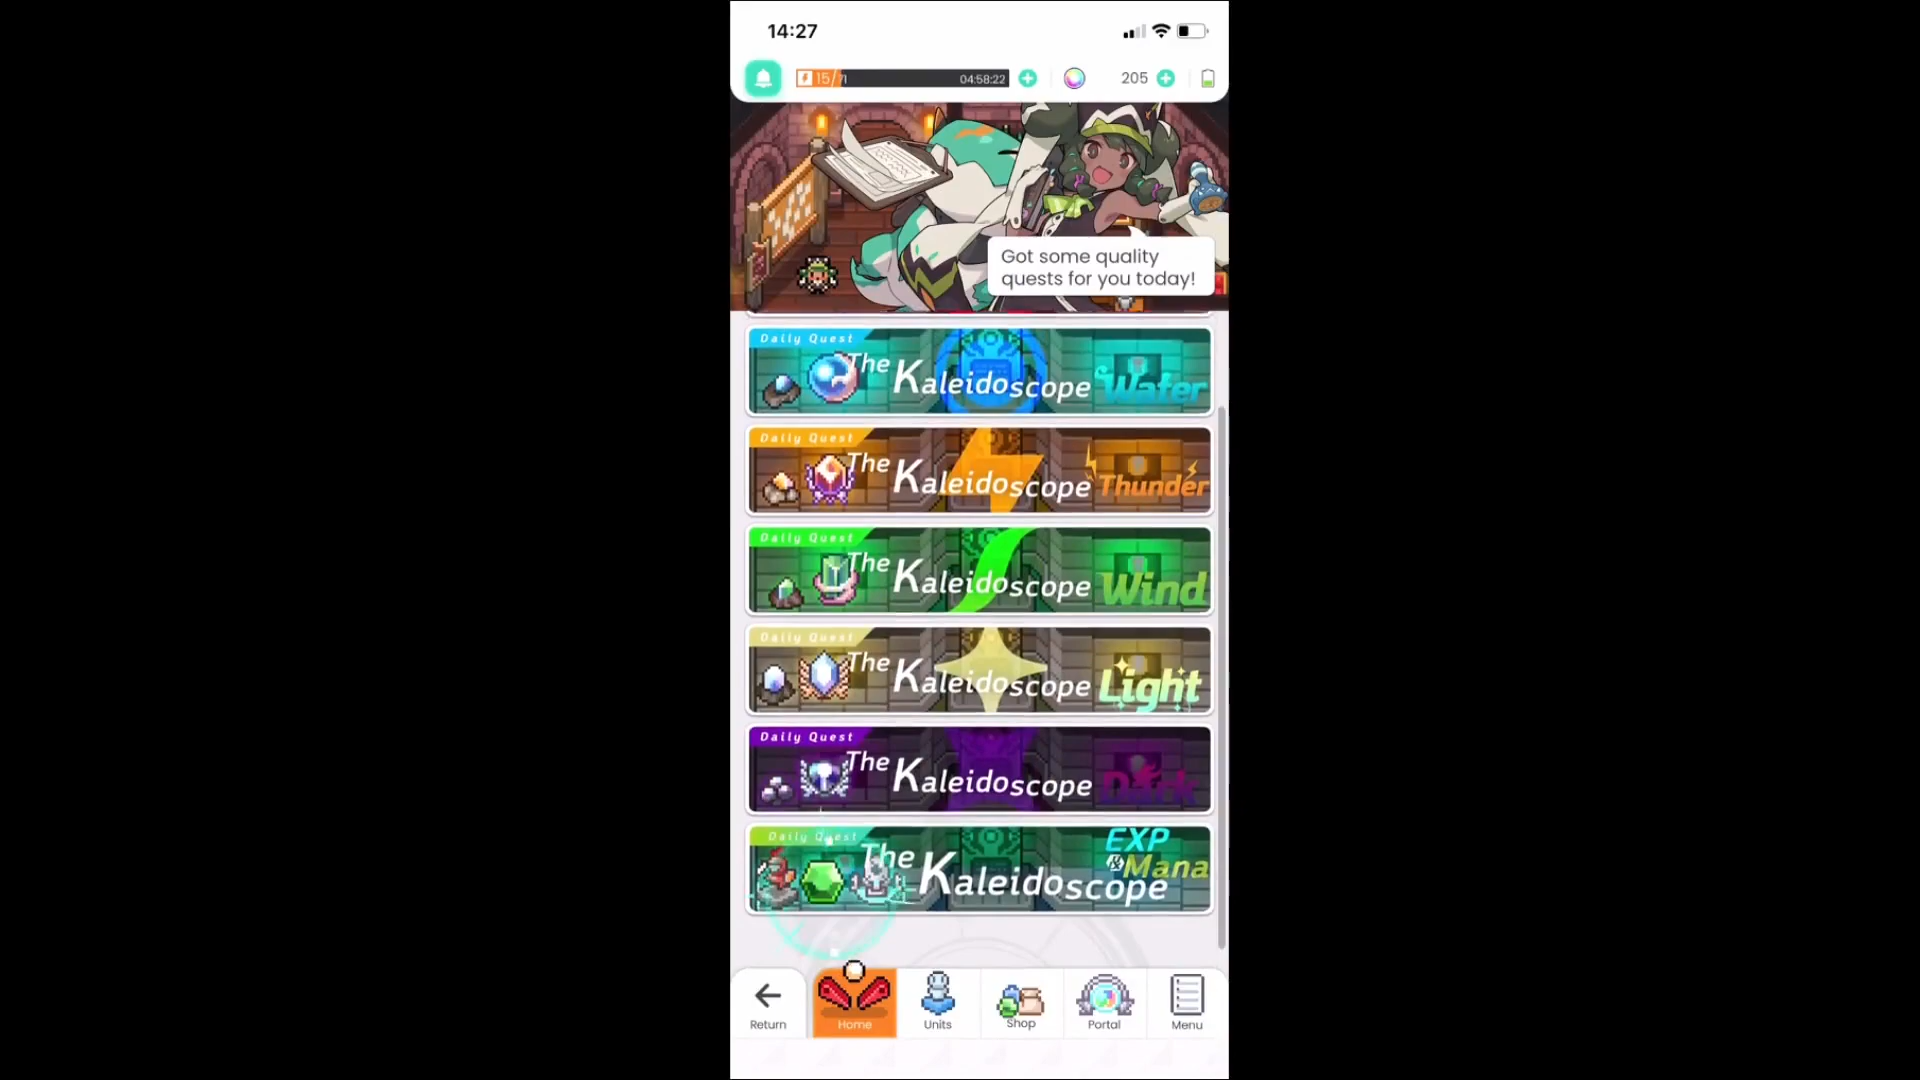 14:27
15/71
04:58:22
205
Got some quality
quests for you today!
Daily Quest
The Kaleidoscope Water
Daily Quest
The Kaleidoscope Thunder
Daily Quest
The Kaleidoscope Wind
Daily Quest
The Kaleidoscope Light
Daily Quest
The Kaleidoscope Dark
Daily Quest
The Kaleidoscope EXP & Mana
Return
Home
Units
Shop
Portal
Menu